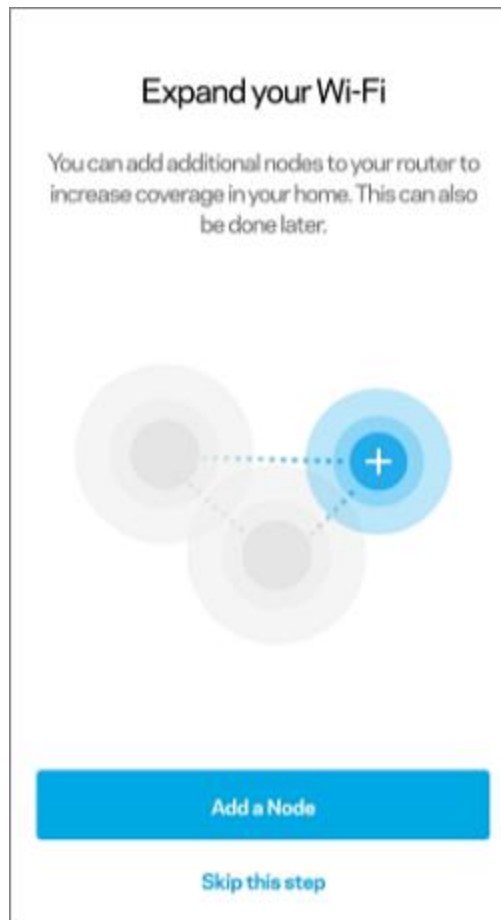 Expand your Wi-Fi
You can add additional nodes to your router to
increase coverage in your home. This can also
be done later.
Add a Node
Skip this step